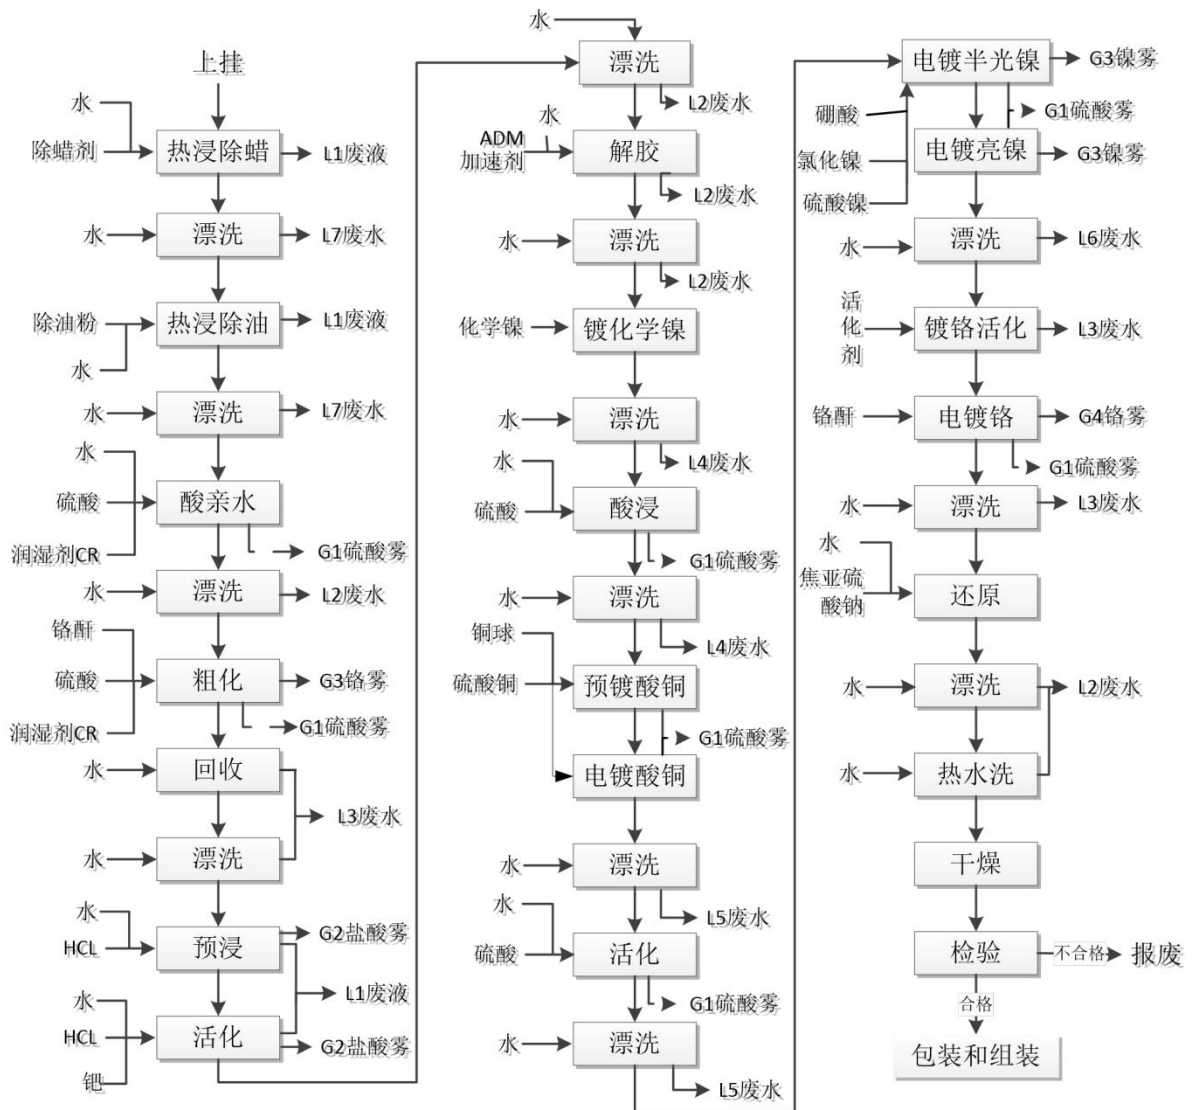 上挂
水
除蜡剂
热浸除蜡
L1废液
水
漂洗
L7废水
除油粉
水
热浸除油
L1废液
水
漂洗
L7废水
水
硫酸
润湿剂CR
酸亲水
G1硫酸雾
水
漂洗
L2废水
铬酐
硫酸
润湿剂CR
粗化
G3铬雾
G1硫酸雾
水
回收
L3废水
水
漂洗
水
HCL
预浸
G2盐酸雾
L1废液
水
HCL
钯
活化
G2盐酸雾
水
漂洗
L2废水
水
ADM
加速剂
解胶
L2废水
水
漂洗
L2废水
化学镍
镀化学镍
水
漂洗
L4废水
水
硫酸
酸浸
G1硫酸雾
水
漂洗
L4废水
铜球
硫酸铜
预镀酸铜
G1硫酸雾
电镀酸铜
水
漂洗
L5废水
水
硫酸
活化
G1硫酸雾
水
漂洗
L5废水
电镀半光镍
G3镍雾
硼酸
氯化镍
硫酸镍
G1硫酸雾
电镀亮镍
G3镍雾
水
漂洗
L6废水
活
化
剂
镀铬活化
L3废水
铬酐
电镀铬
G4铬雾
G1硫酸雾
水
漂洗
L3废水
水
焦亚硫
酸钠
还原
水
漂洗
L2废水
水
热水洗
干燥
检验
不合格
报废
合格
包装和组装